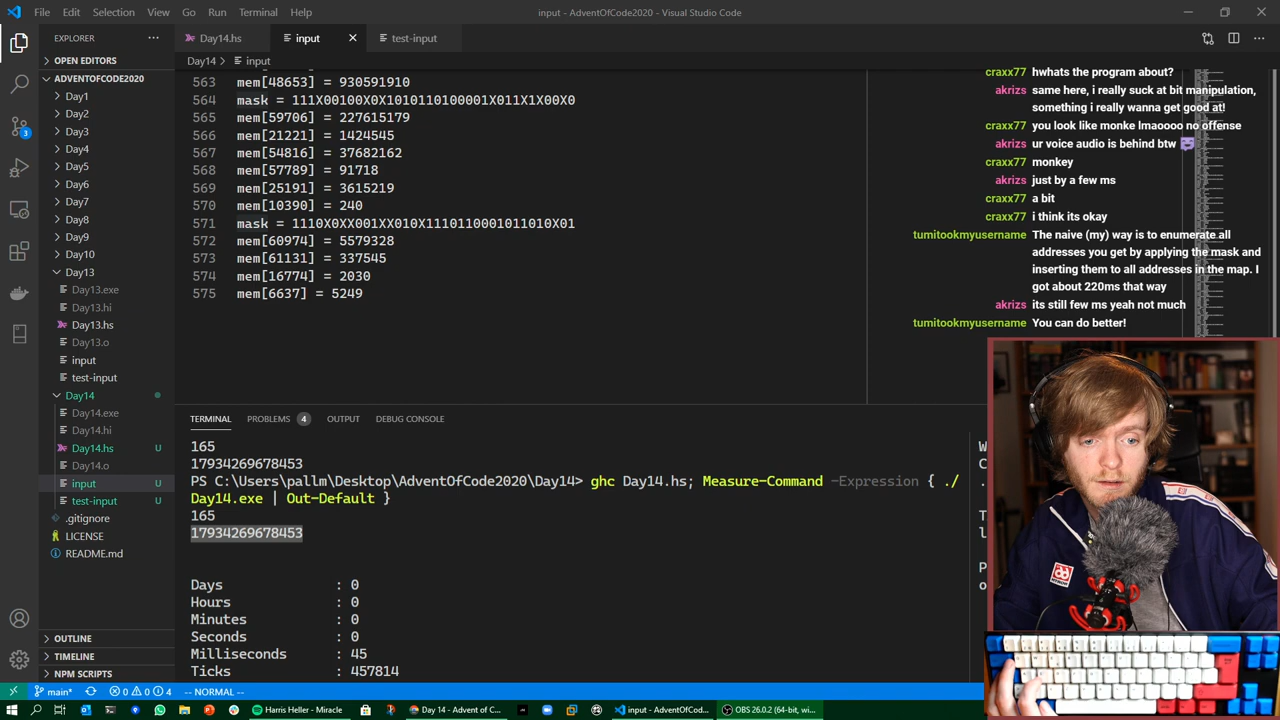 File Edit Selection View Go Run Terminal Help
input - AdventOfCode2020 - Visual Studio Code
EXPLORER
Day14.hs
input
test-input
OPEN EDITORS
Day14 > input
ADVENTOFCODE2020
Day1
Day2
Day3
Day4
Day5
Day6
Day7
Day8
Day9
Day10
Day13
Day13.exe
Day13.hi
Day13.hs
Day13.o
input
test-input
Day14
Day14.exe
Day14.hi
Day14.hs U
Day14.o
input U
test-input U
.gitignore
LICENSE
README.md
OUTLINE
TIMELINE
NPM SCRIPTS
3
563 mem[48653] = 930591910
564 mask = 111X00100X0X1010110100001X011X1X00X0
565 mem[59706] = 227615179
566 mem[21221] = 1424545
567 mem[54816] = 37682162
568 mem[57789] = 91718
569 mem[25191] = 3615219
570 mem[10390] = 240
571 mask = 1110X0XX001XX010X1110110001011010X01
572 mem[60974] = 5579328
573 mem[61131] = 337545
574 mem[16774] = 2030
575 mem[6637] = 5249
craxx77 hwhats the program about?
akrizs same here, i really suck at bit manipulation,
something i really wanna get good at!
craxx77 you look like monke lmaoooo no offense
akrizs ur voice audio is behind btw
craxx77 monkey
akrizs just by a few ms
craxx77 a bit
craxx77 i think its okay
tumitookmyusername The naive (my) way is to enumerate all
addresses you get by applying the mask and
inserting them to all addresses in the map. I
got about 220ms that way
akrizs its still few ms yeah not much
tumitookmyusername You can do better!
TERMINAL PROBLEMS 4 OUTPUT DEBUG CONSOLE
165
17934269678453
PS C:\Users\pallm\Desktop\AdventOfCode2020\Day14> ghc Day14.hs; Measure-Command -Expression { ./
Day14.exe | Out-Default }
165
17934269678453
Days : 0
Hours : 0
Minutes : 0
Seconds : 0
Milliseconds : 45
Ticks : 457814
main* 0 0 4 -- NORMAL --
Harris Heller - Miracle
Day 14 - Advent of C...
input - AdventOfCod...
OBS 26.0.2 (64-bit, wi...